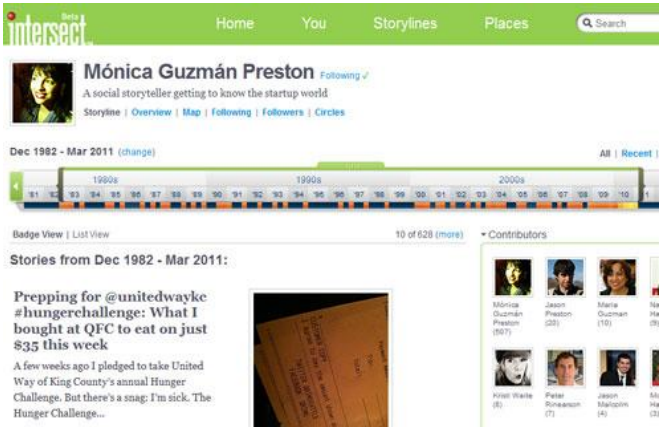 Beta
intersect
Home You Storylines Places Search
Mónica Guzmán Preston Following ✓
A social storyteller getting to know the startup world
Storyline | Overview | Map | Following | Followers | Circles
Dec 1982 - Mar 2011 (change) All | Recent |
1980s 1990s 2000s
'81 '82 '83 '84 '85 '86 '87 '88 '89 '90 '91 '92 '93 '94 '95 '96 '97 '98 '99 '00 '01 '02 '03 '04 '05 '06 '07 '08 '09 '10
Badge View | List View 10 of 628 (more)
Contributors
Stories from Dec 1982 - Mar 2011:
Prepping for @unitedwayke
#hungerchallenge: What I
bought at QFC to eat on just
$35 this week
A few weeks ago I pledged to take United
Way of King County's annual Hunger
Challenge. But there's a snag: I'm sick. The
Hunger Challenge...
Mónica Guzmán Preston (507)
Jason Preston (20)
Maria Guzman (10)
Kristi Waite (8)
Peter Rinearson (7)
Jason Malcolm (4)